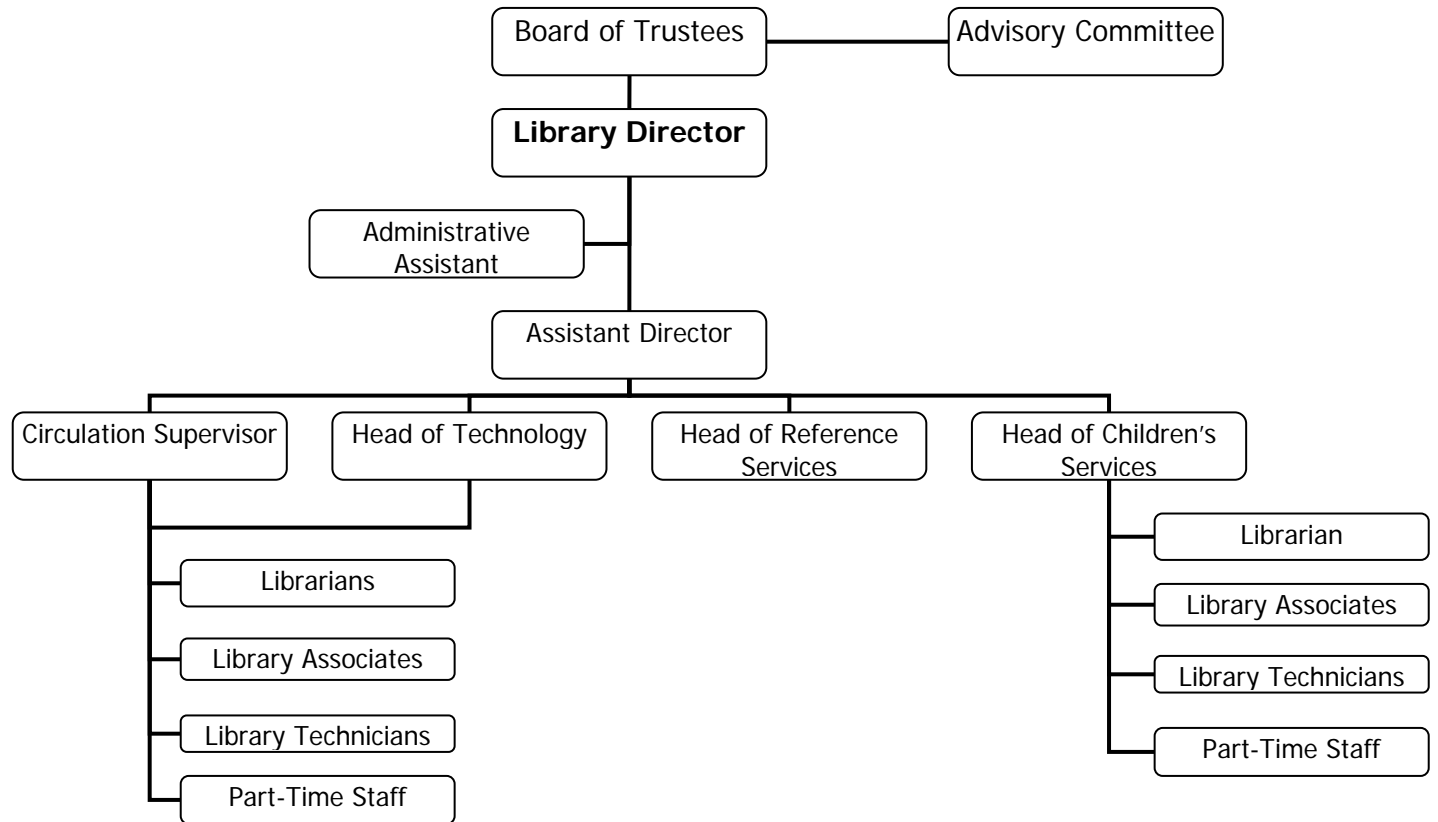 Board of Trustees
Advisory Committee
Library Director
Administrative
Assistant
Assistant Director
Circulation Supervisor
Head of Technology
Head of Reference
Services
Head of Children's
Services
Librarians
Library Associates
Library Technicians
Part-Time Staff
Librarian
Library Associates
Library Technicians
Part-Time Staff